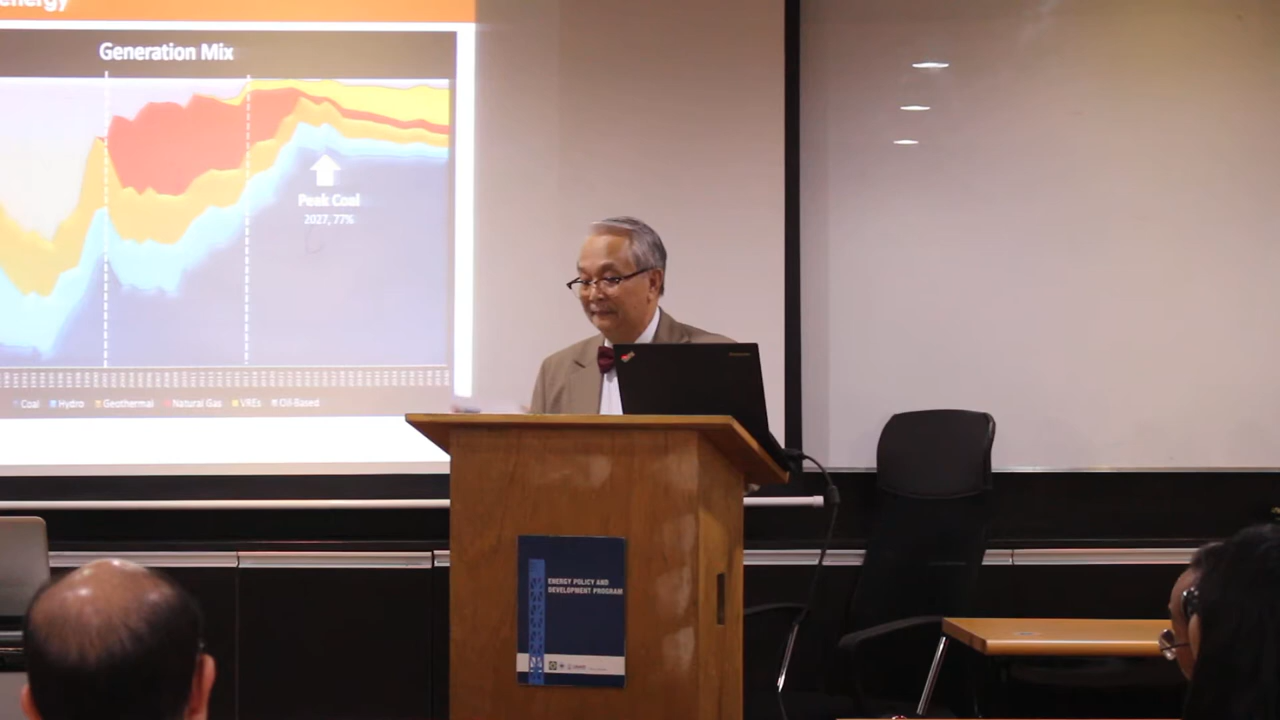 energy
Generation Mix
Peak Coal
2027, 77%
Coal Hydro Geothermal Natural Gas VREs Oil-Based
ENERGY POLICY AND
DEVELOPMENT PROGRAM